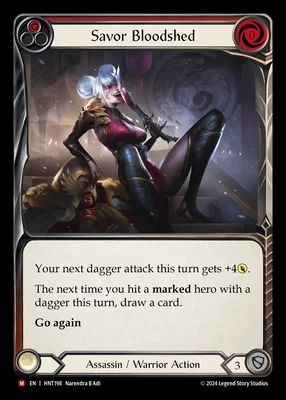 Savor Bloodshed
Your next dagger attack this turn gets +4.
The next time you hit a marked hero with a
dagger this turn, draw a card.
Go again
Assassin / Warrior Action
3
M EN | HNT198 Narendra B Adi
© 2024 Legend Story Studios